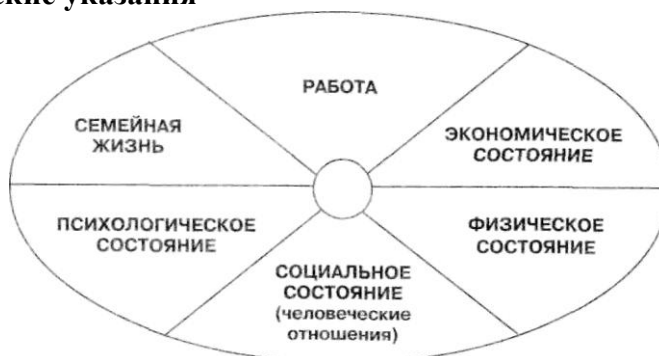 ские указания
РАБОТА
СЕМЕЙНАЯ
ЖИЗНЬ
ЭКОНОМИЧЕСКОЕ
СОСТОЯНИЕ
ПСИХОЛОГИЧЕСКОЕ
СОСТОЯНИЕ
ФИЗИЧЕСКОЕ
СОСТОЯНИЕ
СОЦИАЛЬНОЕ
СОСТОЯНИЕ
(человеческие
отношения)